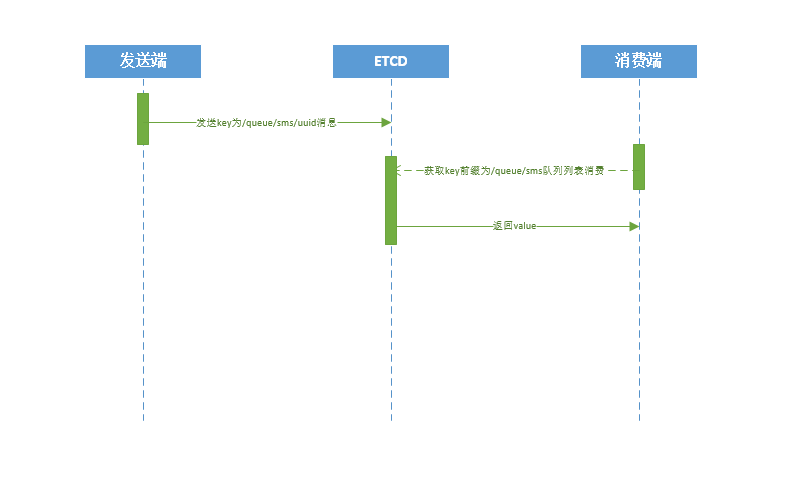 发送端
ETCD
消费端
发送key为/queue/sms/uuid消息
获取key前缀为/queue/sms队列列表消费
返回value